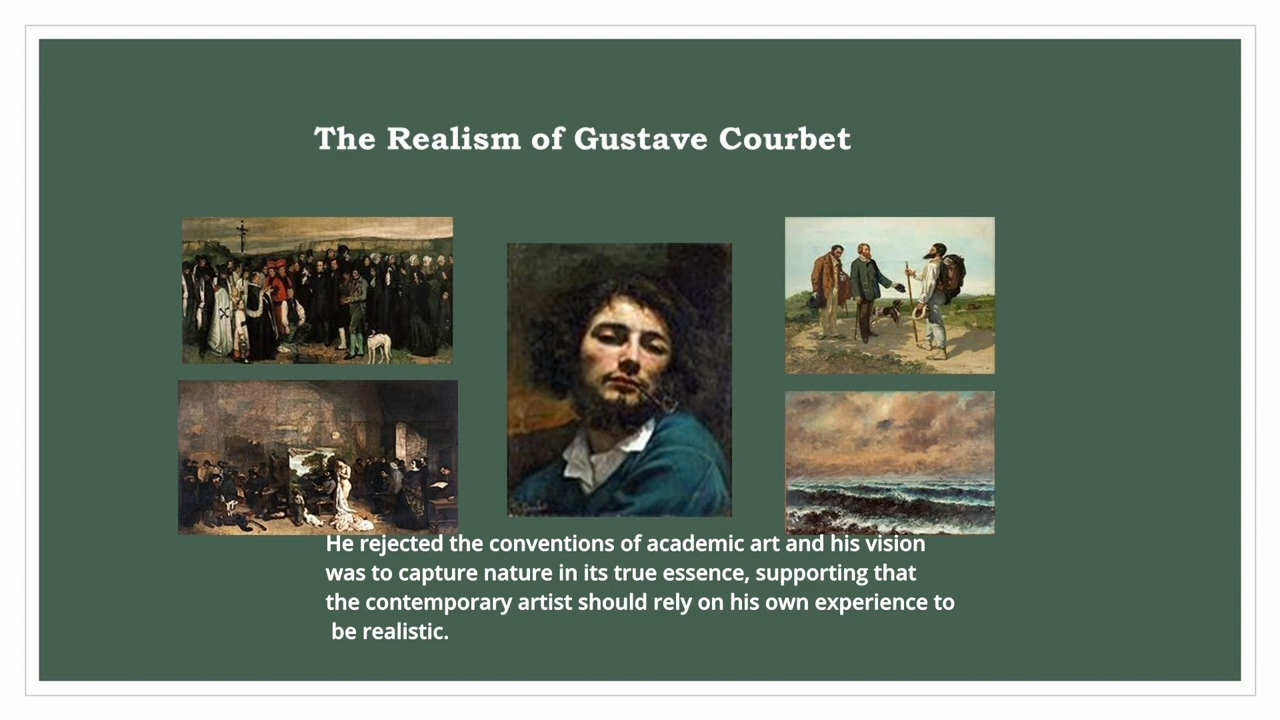 The Realism of Gustave Courbet
He rejected the conventions of academic art and his vision
was to capture nature in its true essence, supporting that
the contemporary artist should rely on his own experience to
be realistic.